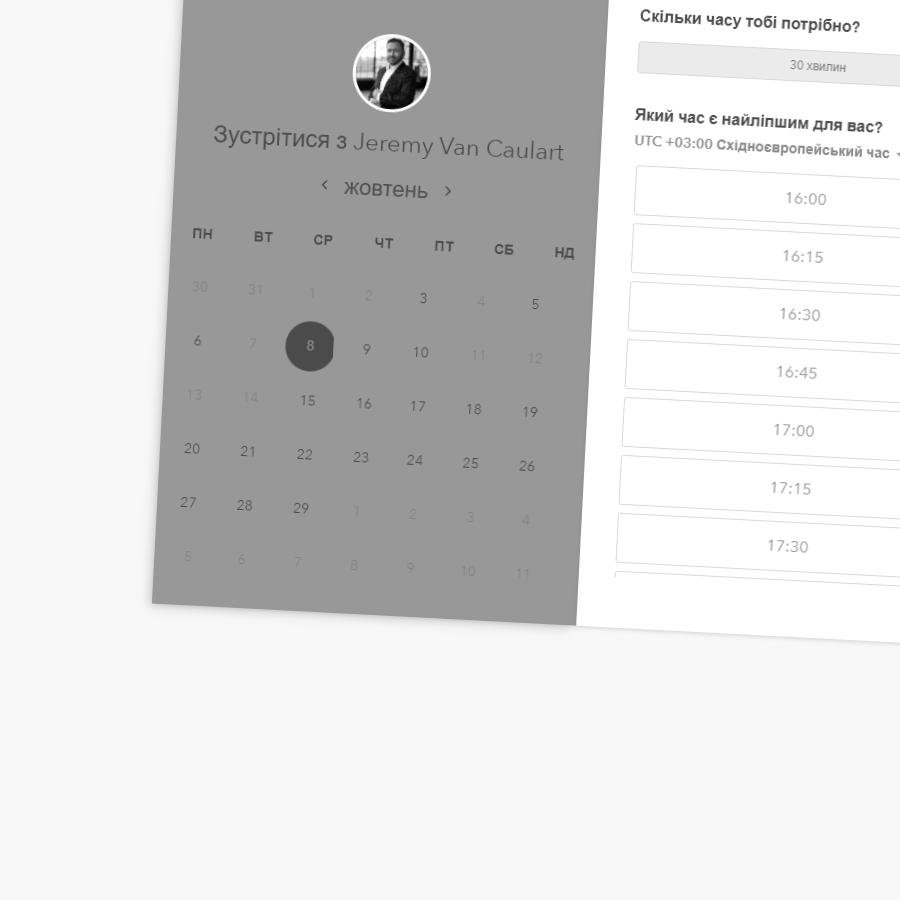 Зустрітися з Jeremy Van Caulart
жовтень
ПН ВТ СР ЧТ ПТ СБ НД
30 31 1 2 3 4 5
6 7 8 9 10 11 12
13 14 15 16 17 18 19
20 21 22 23 24 25 26
27 28 29 1 2 3 4
5 6 7 8 9 10 11
Скільки часу тобі потрібно?
30 хвилин
Який час є найліпшим для вас?
UTC +03:00 Східноєвропейський час
16:00
16:15
16:30
16:45
17:00
17:15
17:30